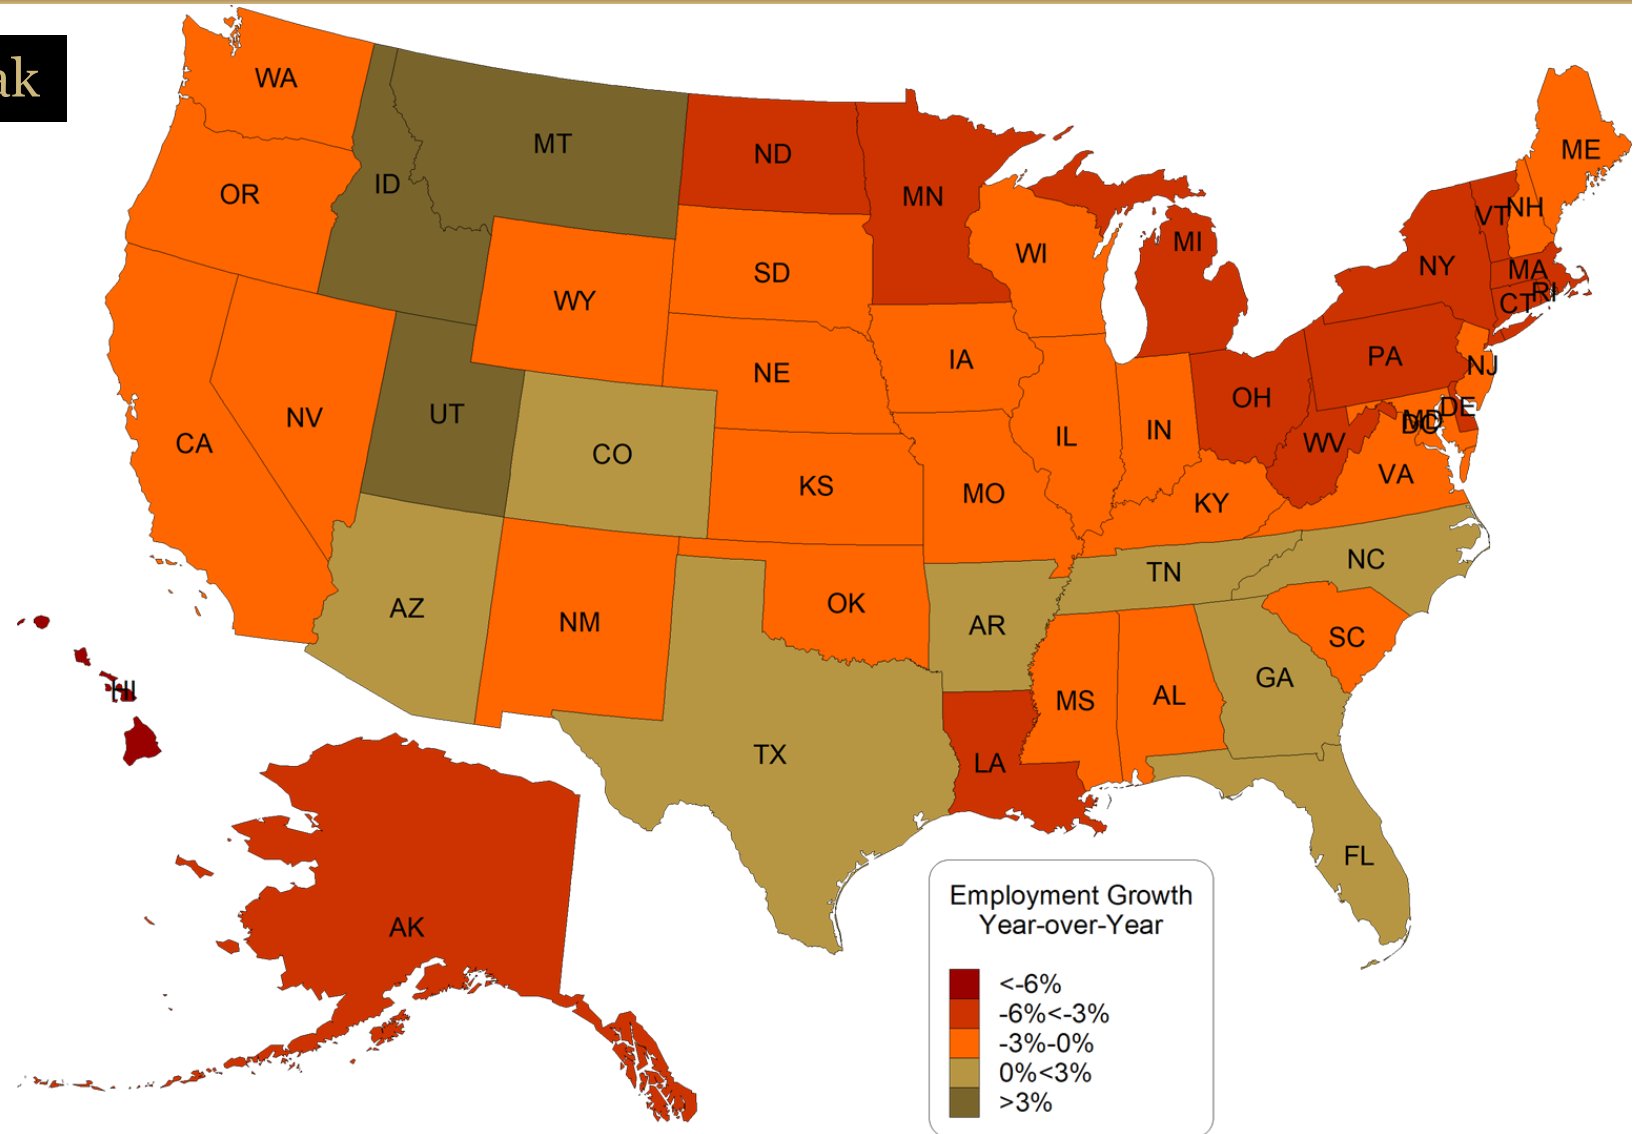 ak
WA
MT
ND
ME
ID
MN
OR
NH
VT
MI
WI
NY
MA
SD
RI
CT
WY
IA
PA
NJ
NE
OH
DE
UT
NV
MD
DC
IL
IN
WV
CA
CO
VA
KS
MO
KY
NC
TN
OK
AZ
NM
AR
SC
GA
HI
MS
AL
TX
LA
FL
AK
Employment Growth
Year-over-Year
<-6%
-6%<-3%
-3%-0%
0%<3%
>3%